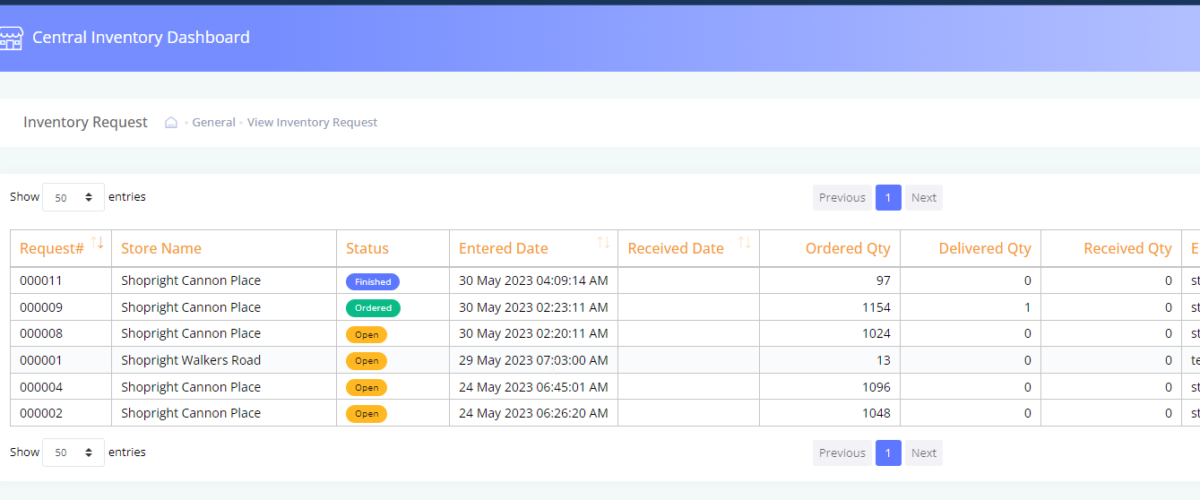 Central Inventory Dashboard
Inventory Request General View Inventory Request
Show 50 entries Previous 1 Next
Request# Store Name Status Entered Date Received Date Ordered Qty Delivered Qty Received Qty E
000011 Shopright Cannon Place Finished 30 May 2023 04:09:14 AM 97 0 0 st
000009 Shopright Cannon Place Ordered 30 May 2023 02:23:11 AM 1154 1 0 st
000008 Shopright Cannon Place Open 30 May 2023 02:20:11 AM 1024 0 0 st
000001 Shopright Walkers Road Open 29 May 2023 07:03:00 AM 13 0 0 te
000004 Shopright Cannon Place Open 24 May 2023 06:45:01 AM 1096 0 0 st
000002 Shopright Cannon Place Open 24 May 2023 06:26:20 AM 1048 0 0 st
Show 50 entries Previous 1 Next